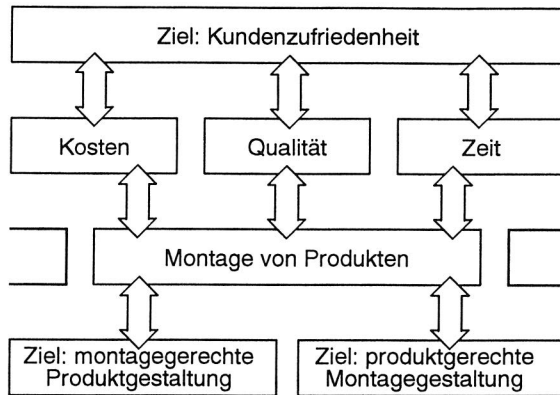 Ziel: Kundenzufriedenheit
Kosten
Qualität
Zeit
Montage von Produkten
Ziel: montagegerechte
Produktgestaltung
Ziel: produktgerechte
Montagegestaltung